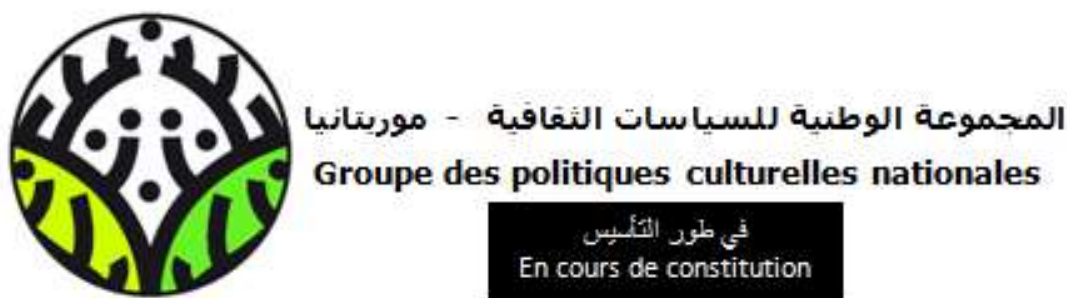 المجموعة الوطنية للسياسات الثقافية - موريتانيا
Groupe des politiques culturelles nationales
في طور التأسيس
En cours de constitution